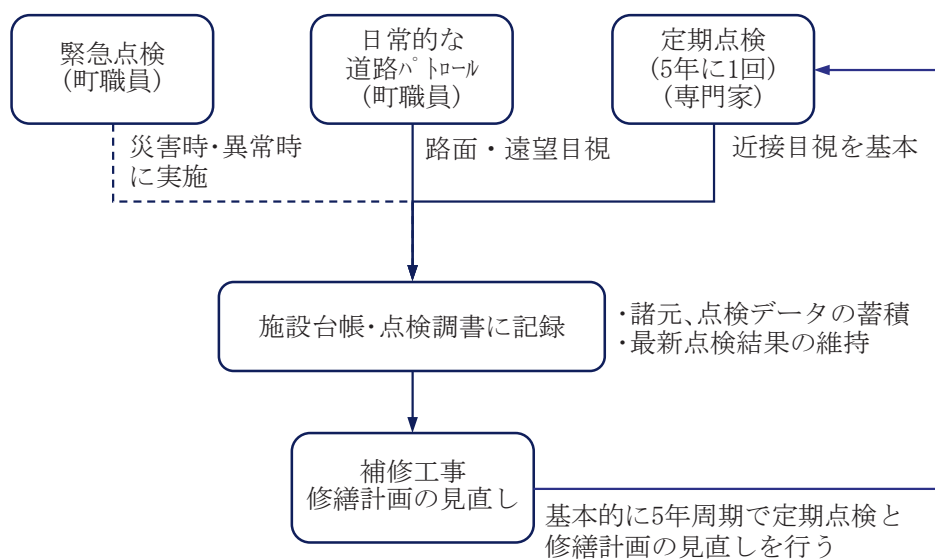 緊急点検
(町職員)
日常的な
道路ﾊﾟﾄﾛｰﾙ
(町職員)
定期点検
(5年に1回)
(専門家)
災害時・異常時
に実施
路面・遠望目視
近接目視を基本
施設台帳・点検調書に記録
・諸元、点検データの蓄積
・最新点検結果の維持
補修工事
修繕計画の見直し
基本的に5年周期で定期点検と
修繕計画の見直しを行う